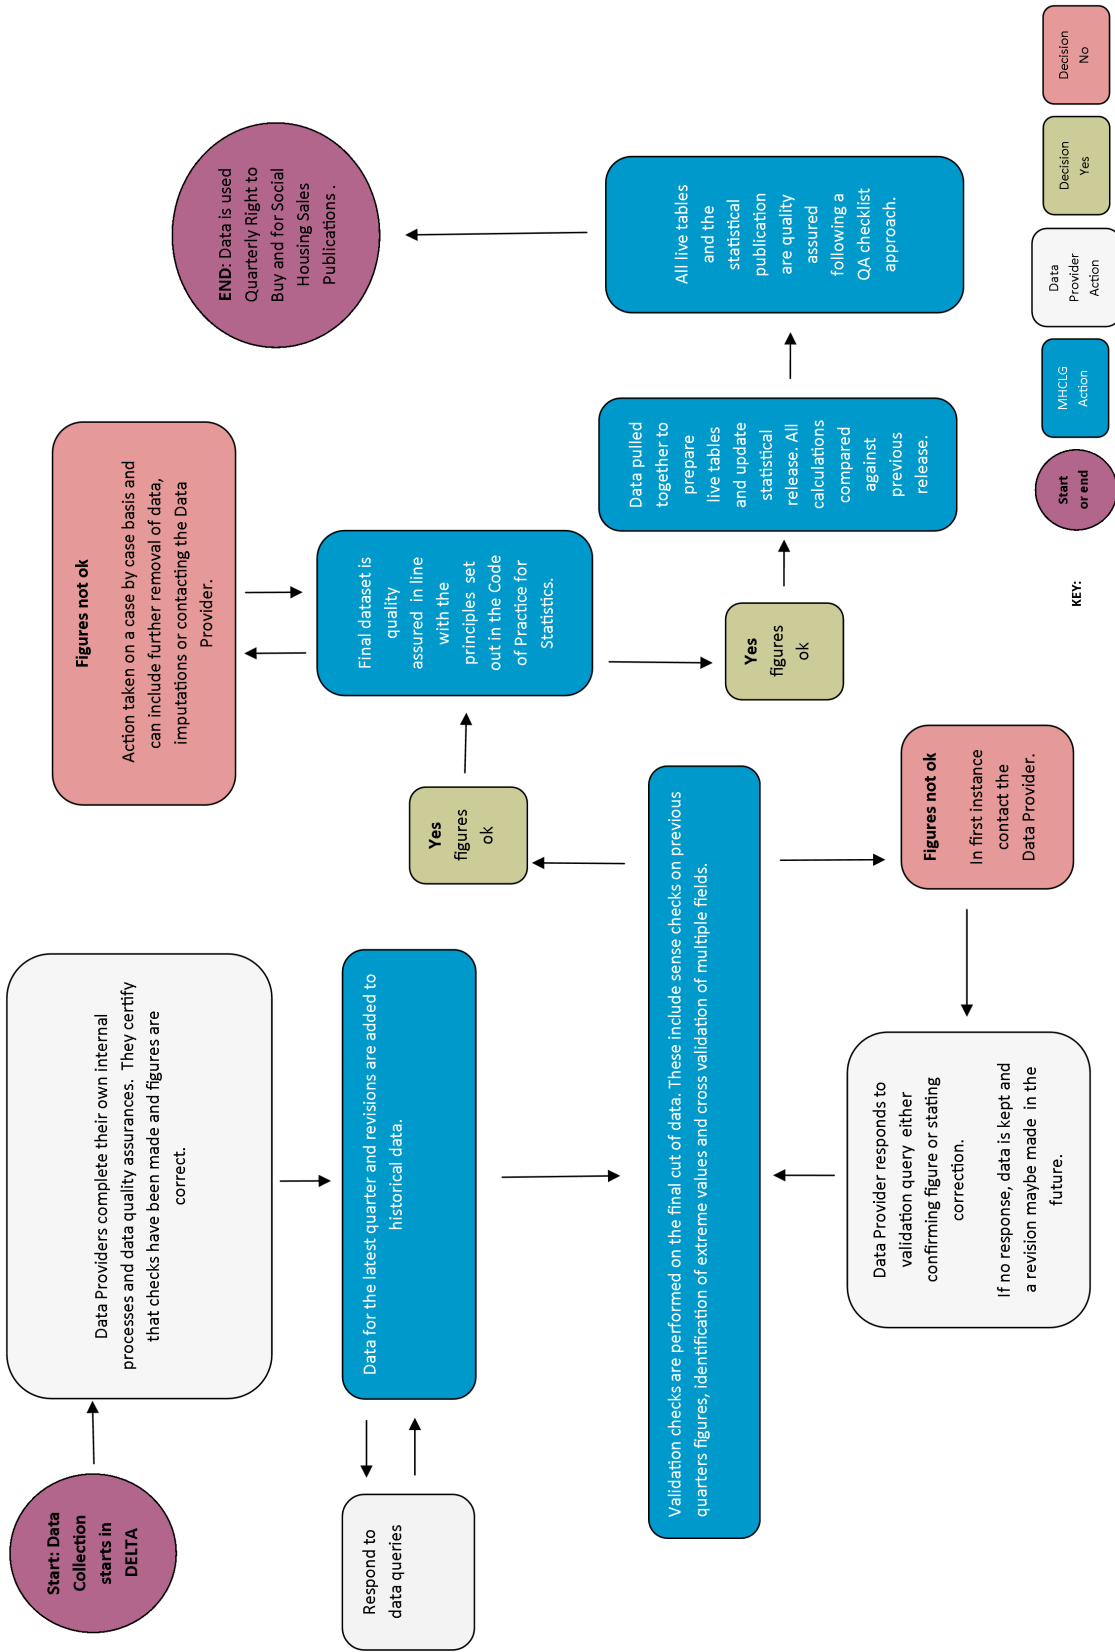 Start: Data
Collection
starts in
DELTA
Data Providers complete their own internal
processes and data quality assurances.  They certify
that checks have been made and figures are
correct.
Respond to
data queries
Data for the latest quarter and revisions are added to
historical data.
Validation checks are performed on the final cut of data. These include sense checks on previous
quarters figures, identification of extreme values and cross validation of multiple fields.
Data Provider responds to
validation query  either
confirming figure or stating
correction.
If no response, data is kept and
a revision maybe made  in the
future.
Figures not ok
In first instance
contact the
Data Provider.
Yes
figures
ok
Final dataset is
quality
assured  in line
with the
principles  set
out in the Code
of Practice for
Statistics.
Figures not ok
Action taken on a case by case basis and
can include further removal of data,
imputations or contacting the Data
Provider.
Yes
figures
ok
Data pulled
together to
prepare
live tables
and update
statistical
release. All
calculations
compared
against
previous
release.
All live tables
and the
statistical
publication
are quality
assured
following a
QA checklist
approach.
END: Data is used
Quarterly Right to
Buy and for Social
Housing Sales
Publications .
KEY:
Start
or end
MHCLG
Action
Data
Provider
Action
Decision
Yes
Decision
No